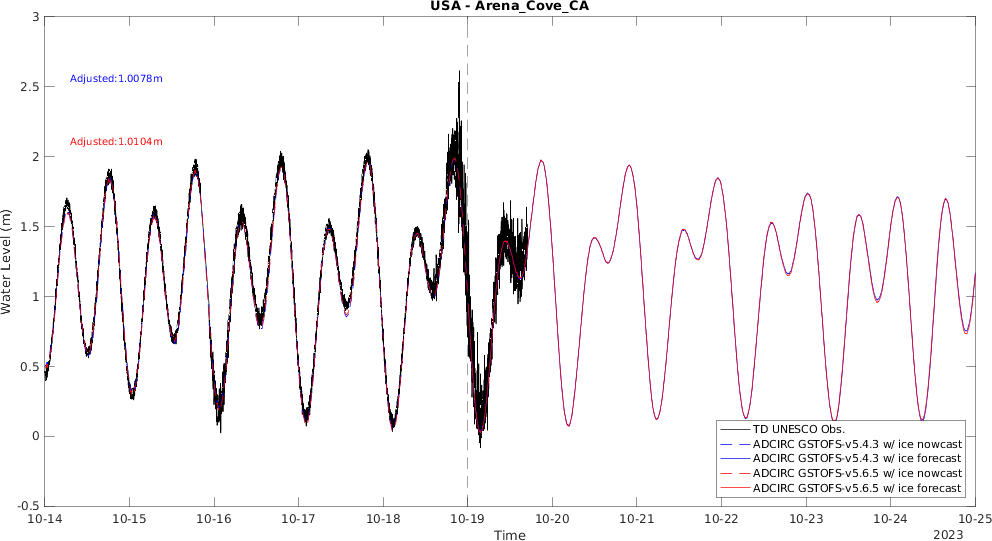 USA - Arena_Cove_CA
3
2.5
2
1.5
1
0.5
0
-0.5
Water Level (m)
Adjusted:1.0078m
Adjusted:1.0104m
TD UNESCO Obs.
ADCIRC GSTOFS-v5.4.3 w/ ice nowcast
ADCIRC GSTOFS-v5.4.3 w/ ice forecast
ADCIRC GSTOFS-v5.6.5 w/ ice nowcast
ADCIRC GSTOFS-v5.6.5 w/ ice forecast
10-14 10-15 10-16 10-17 10-18 10-19 10-20 10-21 10-22 10-23 10-24 10-25
Time
2023